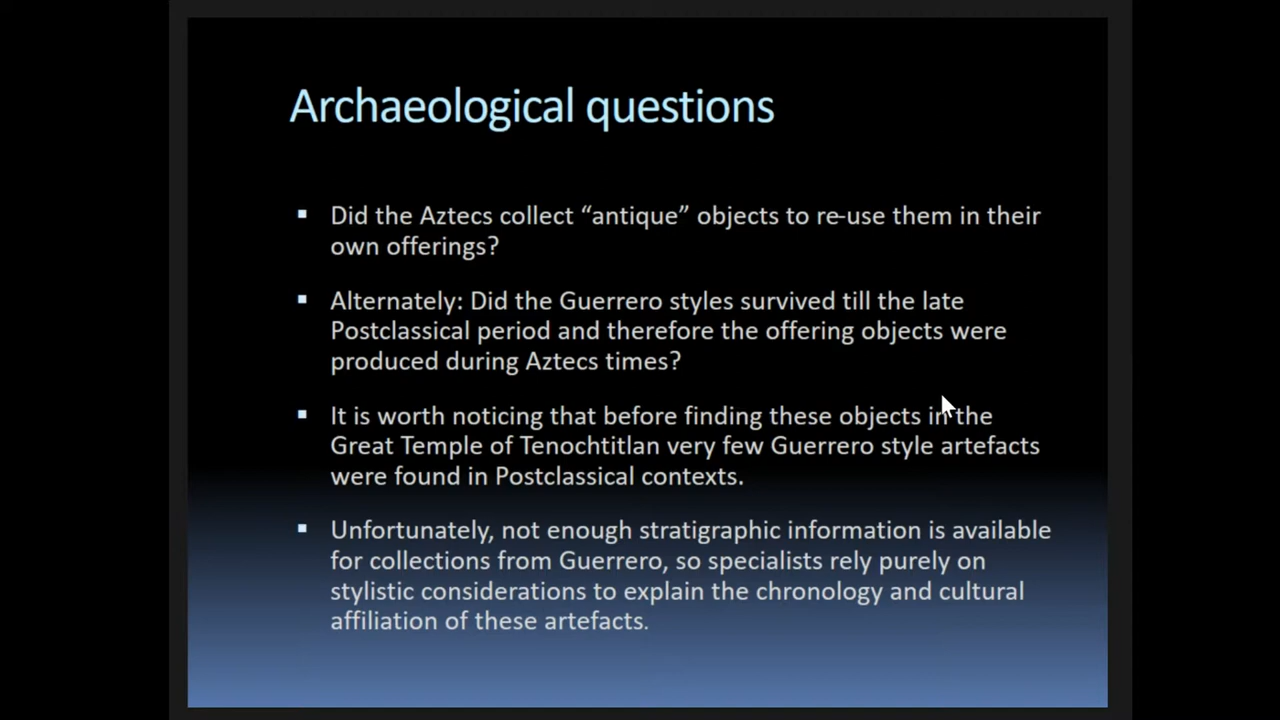 Archaeological questions
▪ Did the Aztecs collect “antique” objects to re-use them in their
own offerings?
▪ Alternately: Did the Guerrero styles survived till the late
Postclassical period and therefore the offering objects were
produced during Aztecs times?
▪ It is worth noticing that before finding these objects in the
Great Temple of Tenochtitlan very few Guerrero style artefacts
were found in Postclassical contexts.
▪ Unfortunately, not enough stratigraphic information is available
for collections from Guerrero, so specialists rely purely on
stylistic considerations to explain the chronology and cultural
affiliation of these artefacts.